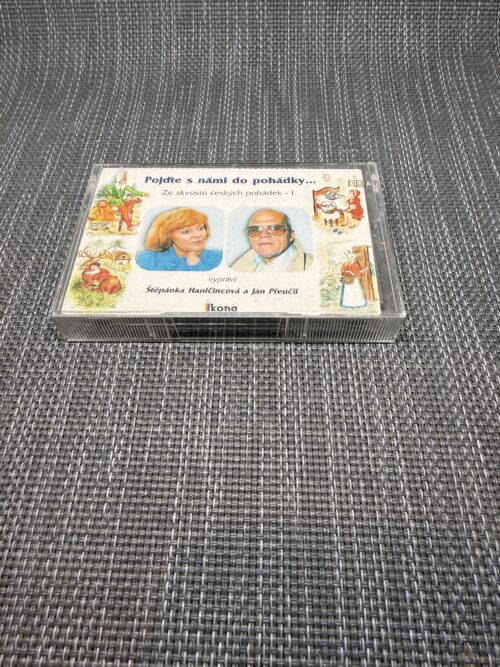 Pojďte s námi do pohádky...
Ze skvostů českých pohádek - I.
vypráví
Štěpánka Haničincová a Jan Přeučil
Ikona